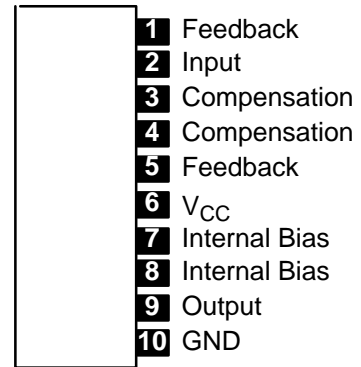 1 Feedback
2 Input
3 Compensation
4 Compensation
5 Feedback
6 VCC
7 Internal Bias
8 Internal Bias
9 Output
10 GND